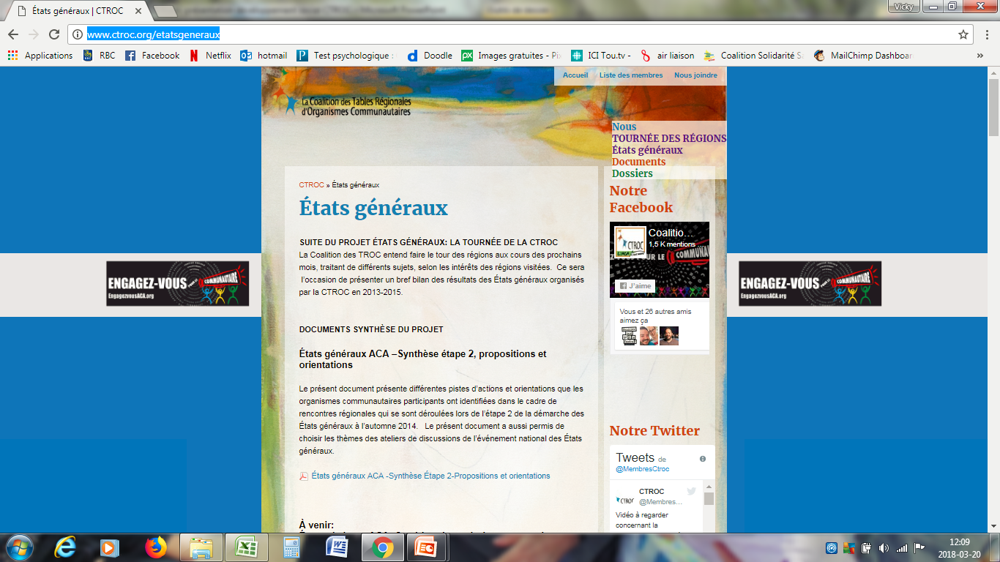 États généraux | CTROC
Vicky
www.ctroc.org/etatsgeneraux
Applications RBC Facebook Netflix hotmail Test psychologique : Doodle Images gratuites - Pix ICI Tou.tv - air liaison Coalition Solidarité Sa MailChimp Dashboar »
Accueil Liste des membres Nous joindre
La Coalition des Tables Régionales
d'Organismes Communautaires
Nous
TOURNÉE DES RÉGIONS
États généraux
Documents
Dossiers
CTROC » États généraux
États généraux
SUITE DU PROJET ÉTATS GÉNÉRAUX: LA TOURNÉE DE LA CTROC
La Coalition des TROC entend faire le tour des régions aux cours des prochains
mois, traitant de différents sujets, selon les intérêts des régions visitées. Ce sera
l'occasion de présenter un bref bilan des résultats des États généraux organisés
par la CTROC en 2013-2015.
DOCUMENTS SYNTHÈSE DU PROJET
États généraux ACA –Synthèse étape 2, propositions et
orientations
Le présent document présente différentes pistes d'actions et orientations que les
organismes communautaires participants ont identifiées dans le cadre de
rencontres régionales qui se sont déroulées lors de l'étape 2 de la démarche des
États généraux à l'automne 2014. Le présent document a aussi permis de
choisir les thèmes des ateliers de discussions de l'événement national des États
généraux.
États généraux ACA -Synthèse Étape 2-Propositions et orientations
À venir:
Notre
Facebook
CTROC
Coalitio...
1,5 K mentions ...
J'aime
Vous et 26 autres amis
aimez ça
Notre Twitter
Tweets de
@MembresCtroc
CTROC
CTROC
@Membres...
Vidéo à regarder
concernant la
ENGAGEZ-VOUS POUR LE COMMUNAUTAIRE
EngagezvousACA.org
ENGAGEZ-VOUS POUR LE COMMUNAUTAIRE
EngagezvousACA.org
12:09
2018-03-20